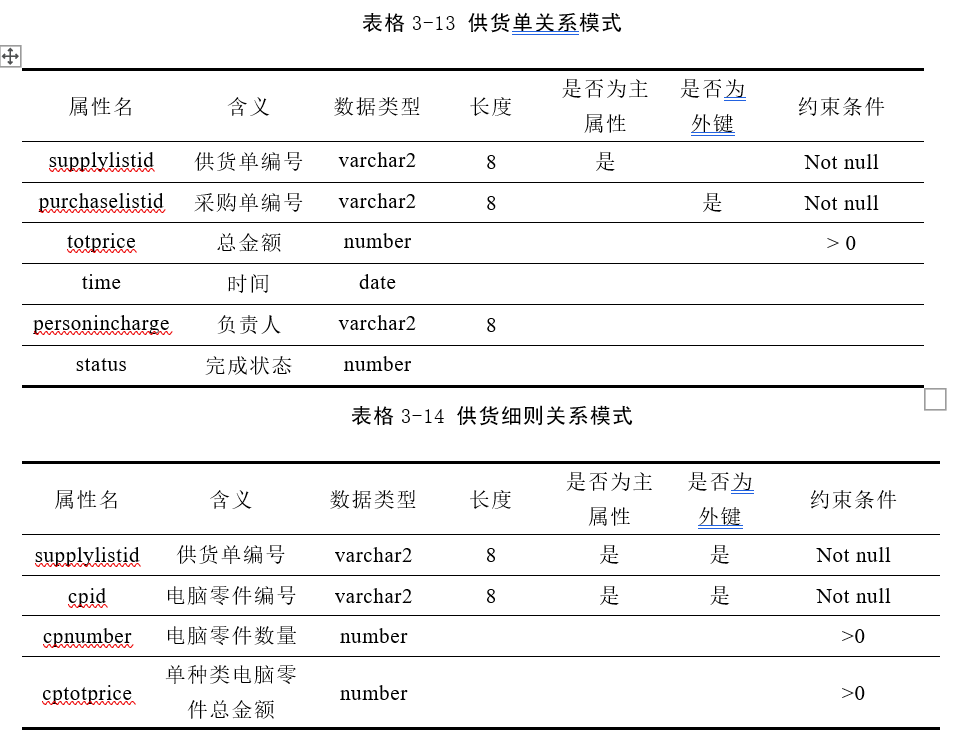 表格 3-13 供货单关系模式
属性名 含义 数据类型 长度 是否为主属性 是否为外键 约束条件
supplylistid 供货单编号 varchar2 8 是 Not null
purchaselistid 采购单编号 varchar2 8 是 Not null
totprice 总金额 number > 0
time 时间 date
personincharge 负责人 varchar2 8
status 完成状态 number
表格 3-14 供货细则关系模式
属性名 含义 数据类型 长度 是否为主属性 是否为外键 约束条件
supplylistid 供货单编号 varchar2 8 是 是 Not null
cpid 电脑零件编号 varchar2 8 是 是 Not null
cpnumber 电脑零件数量 number >0
cptotprice 单种类电脑零件总金额 number >0